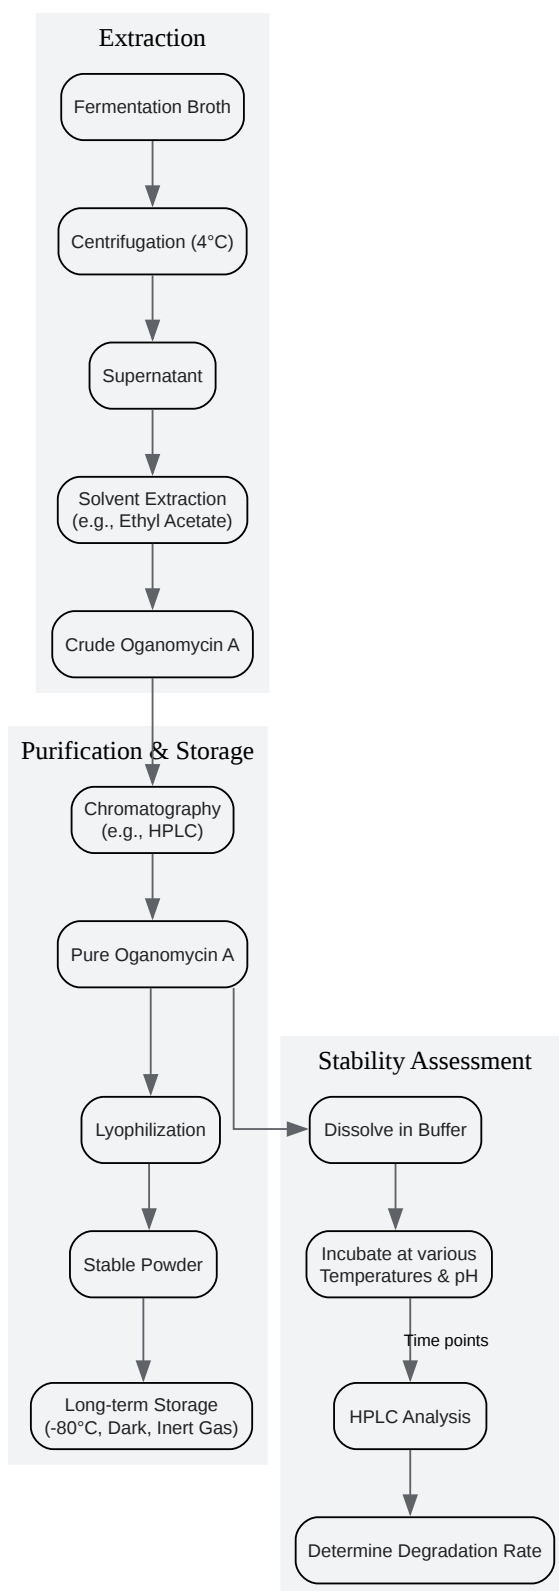 Extraction
Fermentation Broth
Centrifugation (4°C)
Supernatant
Solvent Extraction
(e.g., Ethyl Acetate)
Crude Oganomycin A
Purification & Storage
Chromatography
(e.g., HPLC)
Pure Oganomycin A
Lyophilization
Stable Powder
Long-term Storage
(-80°C, Dark, Inert Gas)
Stability Assessment
Dissolve in Buffer
Incubate at various
Temperatures & pH
Time points
HPLC Analysis
Determine Degradation Rate